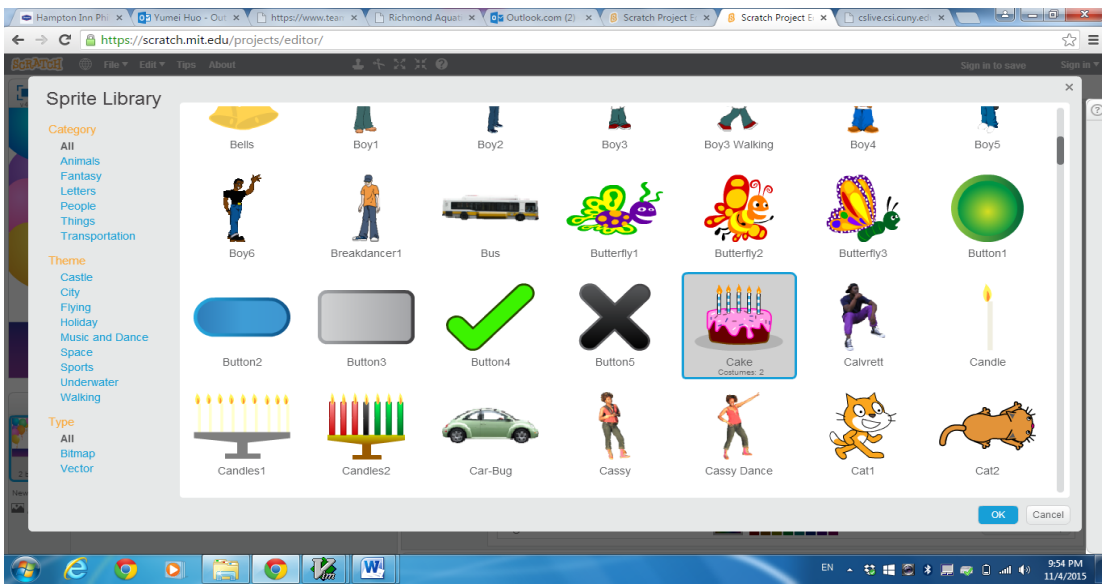 Hampton Inn Phi
Yumei Huo - Out
https://www.tean
Richmond Aquati
Outlook.com (2)
Scratch Project E
Scratch Project E
cslive.csi.cuny.ed
https://scratch.mit.edu/projects/editor/
SCRATCH File Edit Tips About Sign in to save Sign in
Sprite Library
Category
All
Animals
Fantasy
Letters
People
Things
Transportation
Theme
Castle
City
Flying
Holiday
Music and Dance
Space
Sports
Underwater
Walking
Type
All
Bitmap
Vector
Bells Boy1 Boy2 Boy3 Boy3 Walking Boy4 Boy5
Boy6 Breakdancer1 Bus Butterfly1 Butterfly2 Butterfly3 Button1
Button2 Button3 Button4 Button5 Cake Calvrett Candle
Costumes: 2
Candles1 Candles2 Car-Bug Cassy Cassy Dance Cat1 Cat2
New
OK Cancel
EN 9:54 PM
11/4/2015